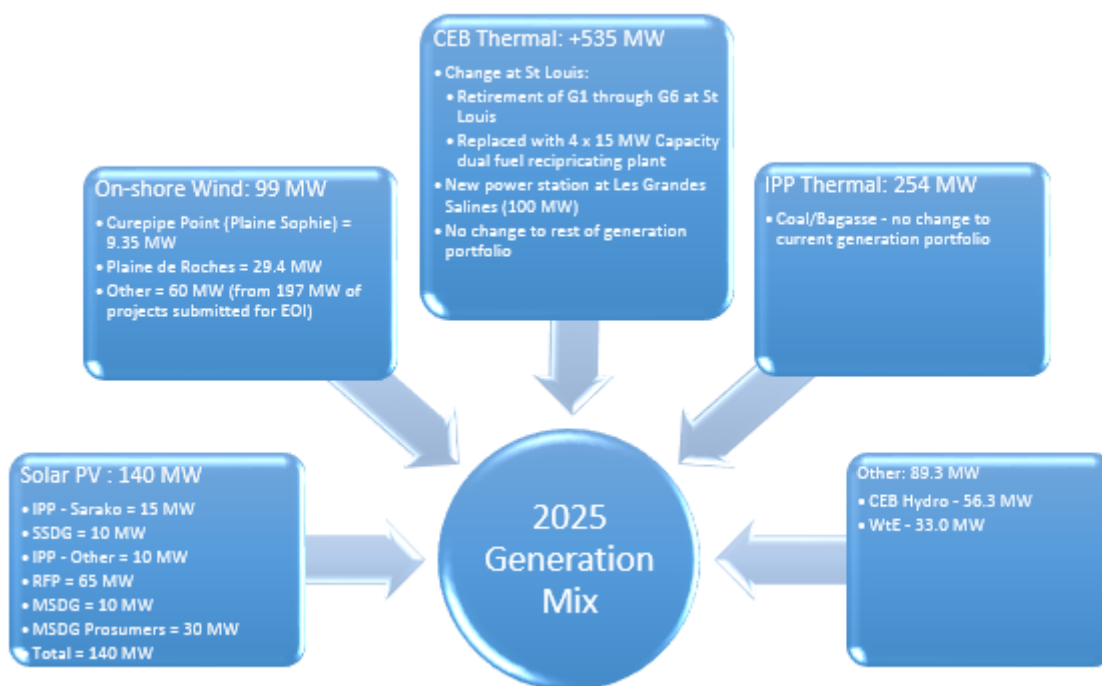 CEB Thermal: +535 MW
• Change at St Louis:
• Retirement of G1 through G6 at St
Louis
• Replaced with 4 x 15 MW Capacity
dual fuel recipricating plant
• New power station at Les Grandes
Salines (100 MW)
• No change to rest of generation
portfolio
On-shore Wind: 99 MW
• Curepipe Point (Plaine Sophie) =
9.35 MW
• Plaine de Roches = 29.4 MW
• Other = 60 MW (from 197 MW of
projects submitted for EOI)
IPP Thermal: 254 MW
• Coal/Bagasse - no change to
current generation portfolio
Solar PV : 140 MW
• IPP - Sarako = 15 MW
• SSDG = 10 MW
• IPP - Other = 10 MW
• RFP = 65 MW
• MSDG = 10 MW
• MSDG Prosumers = 30 MW
• Total = 140 MW
2025
Generation
Mix
Other: 89.3 MW
• CEB Hydro - 56.3 MW
• WtE - 33.0 MW